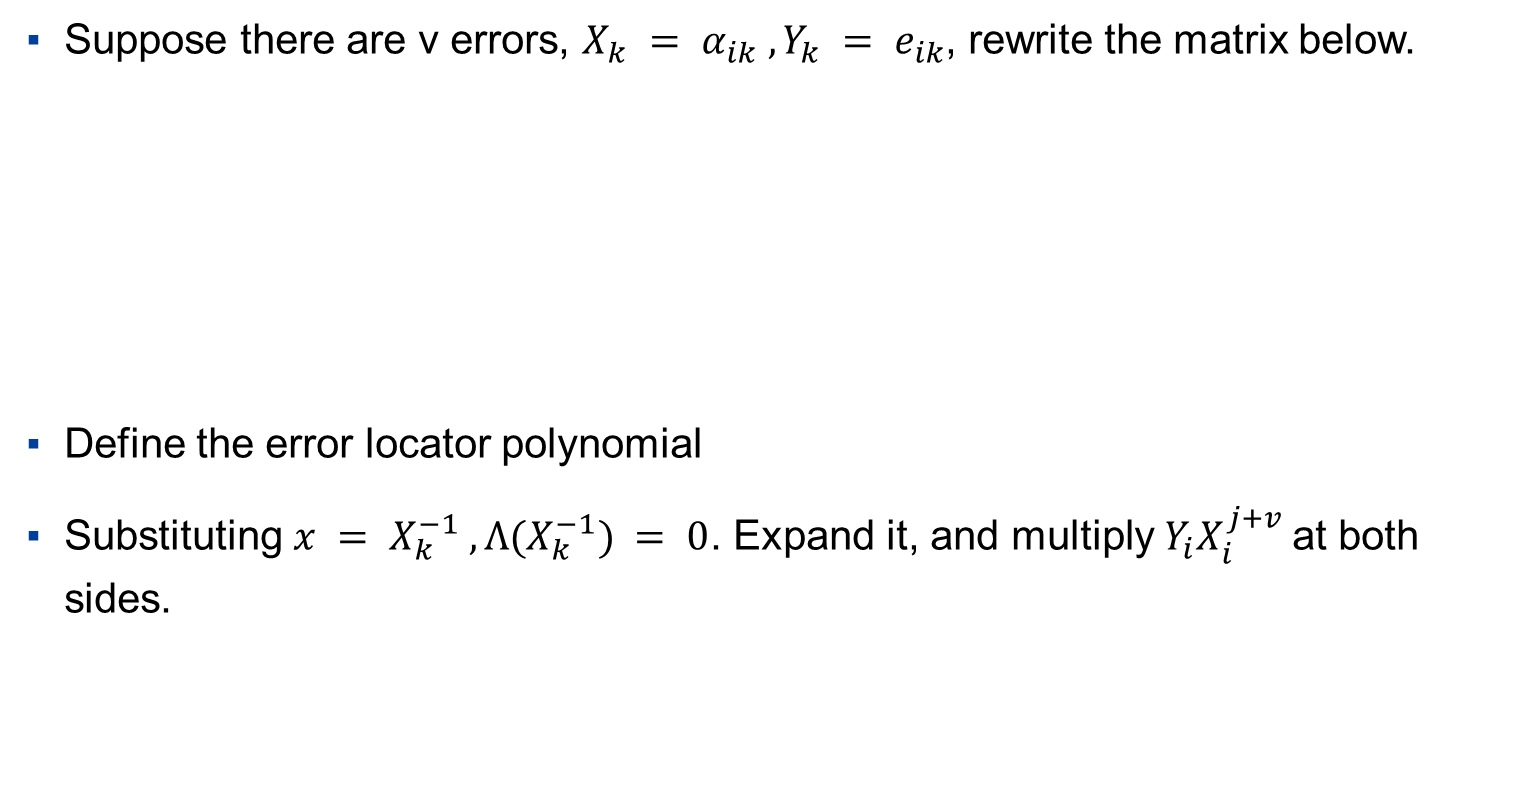 ▪ Suppose there are v errors, X_k = α_{ik} , Y_k = e_{ik}, rewrite the matrix below.
▪ Define the error locator polynomial
▪ Substituting x = X_k^{-1} , Λ(X_k^{-1}) = 0. Expand it, and multiply Y_i X_i^{j+v} at both
sides.